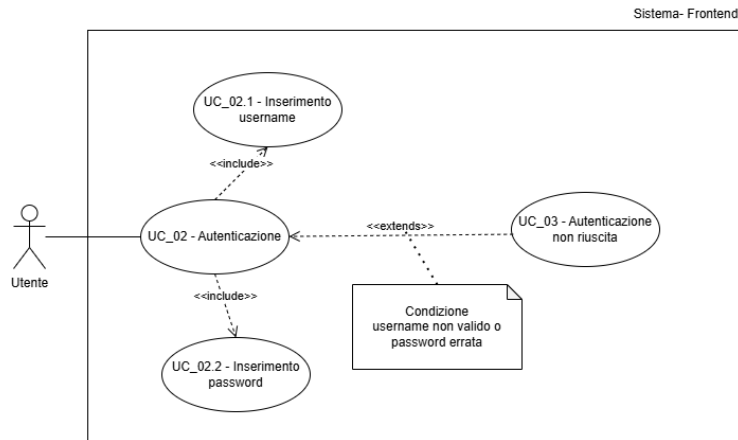 Sistema- Frontend
UC_02.1 - Inserimento
username
<<include>>
UC_02 - Autenticazione
<<extends>>
UC_03 - Autenticazione
non riuscita
Utente
<<include>>
Condizione
username non valido o
password errata
UC_02.2 - Inserimento
password